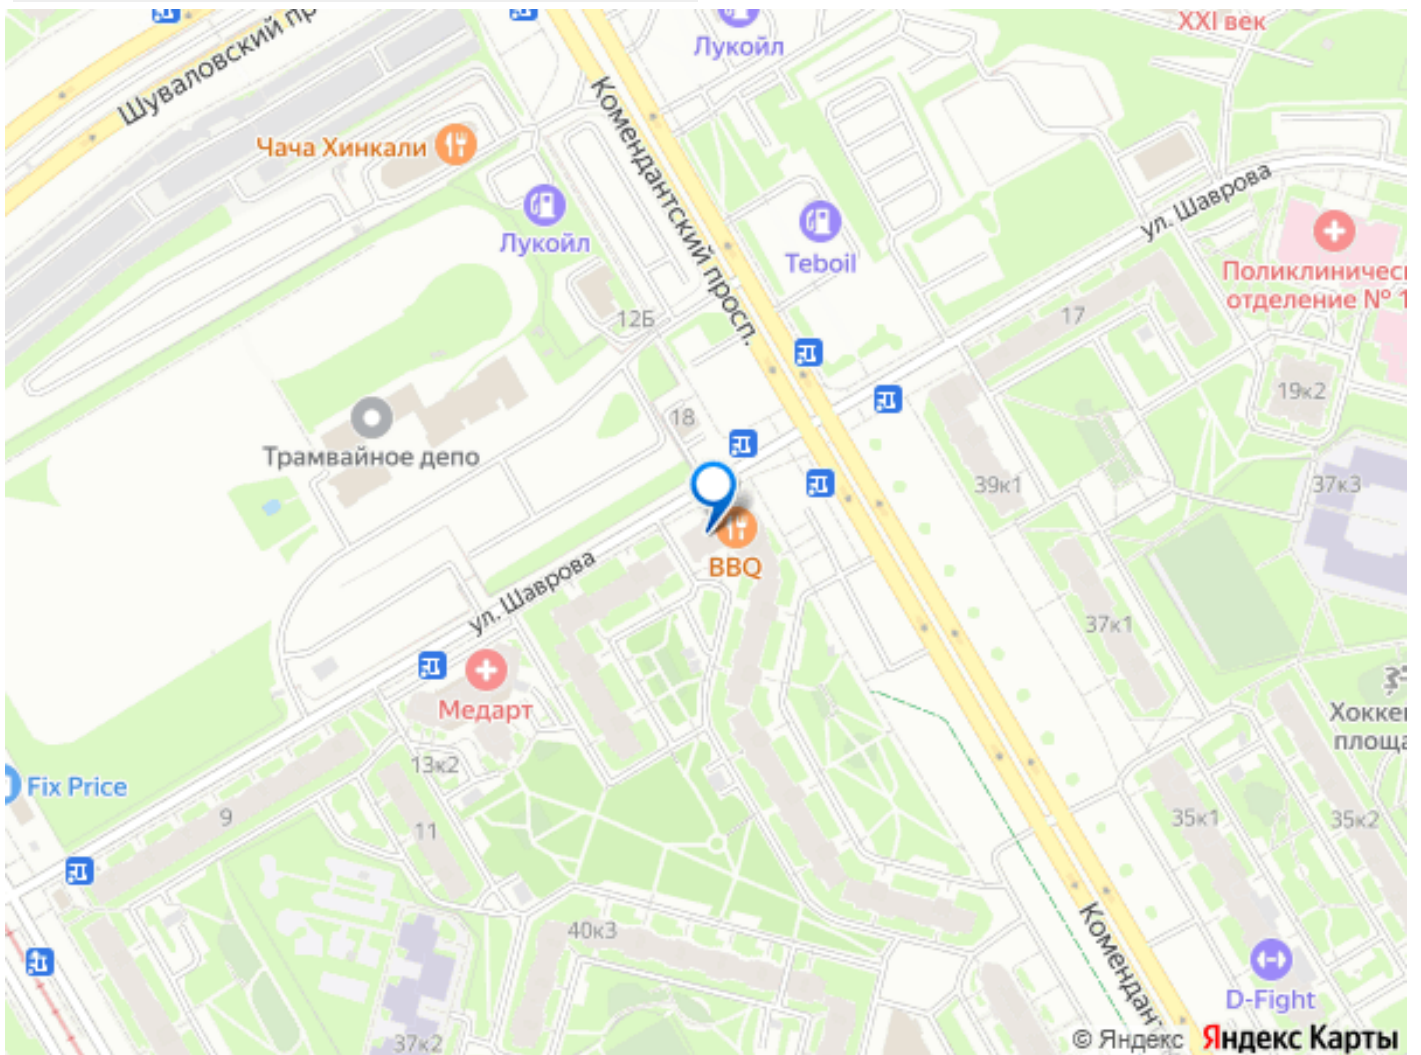 XXI век
Лукойл
Шуваловский пр
Комендантский просп.
Чача Хинкали
ул. Шаврова
Лукойл
Teboil
Поликлиничес
отделение № 1
12Б
17
19к2
18
Трамвайное депо
39к1
37к3
BBQ
ул. Шаврова
37к1
Медарт
Хоккей
площа
13к2
Fix Price
9
11
35к1
35к2
40к3
Комендант
D-Fight
37к2
© Яндекс Яндекс Карты